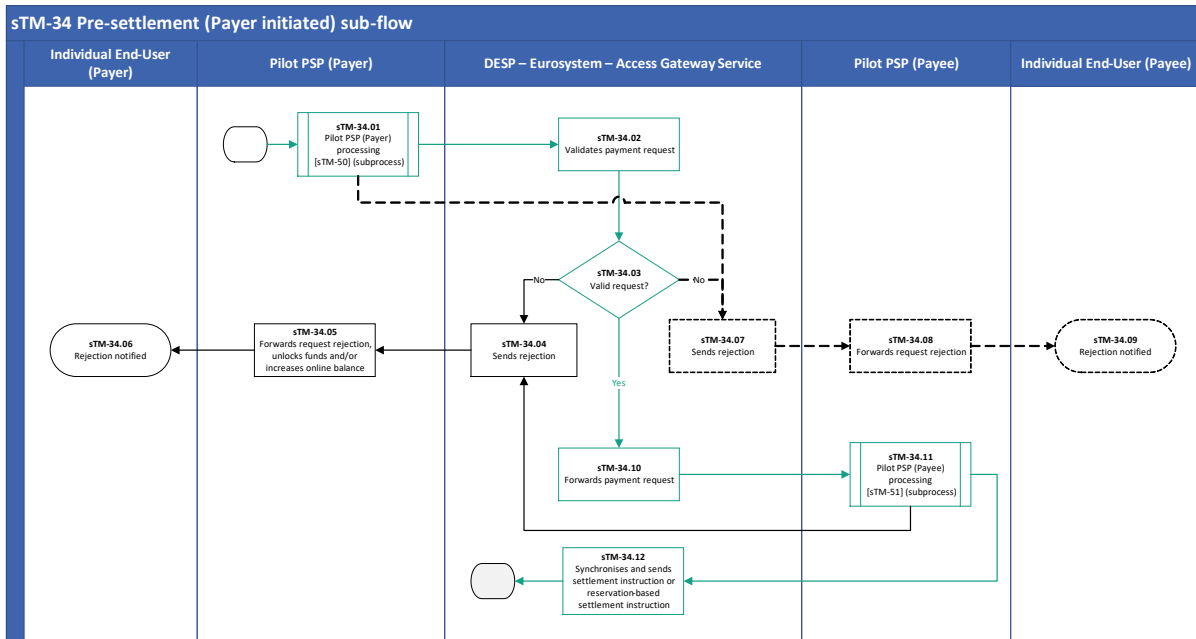 sTM-34 Pre-settlement (Payer initiated) sub-flow
Individual End-User
(Payer)
Pilot PSP (Payer)
DESP – Eurosystem – Access Gateway Service
Pilot PSP (Payee)
Individual End-User (Payee)
sTM-34.01
Pilot PSP (Payer)
processing
[sTM-50] (subprocess)
sTM-34.02
Validates payment request
sTM-34.03
Valid request?
No
No
sTM-34.06
Rejection notified
sTM-34.05
Forwards request rejection,
unlocks funds and/or
increases online balance
sTM-34.04
Sends rejection
sTM-34.07
Sends rejection
sTM-34.08
Forwards request rejection
sTM-34.09
Rejection notified
Yes
sTM-34.10
Forwards payment request
sTM-34.11
Pilot PSP (Payee)
processing
[sTM-51] (subprocess)
sTM-34.12
Synchronises and sends
settlement instruction or
reservation-based
settlement instruction